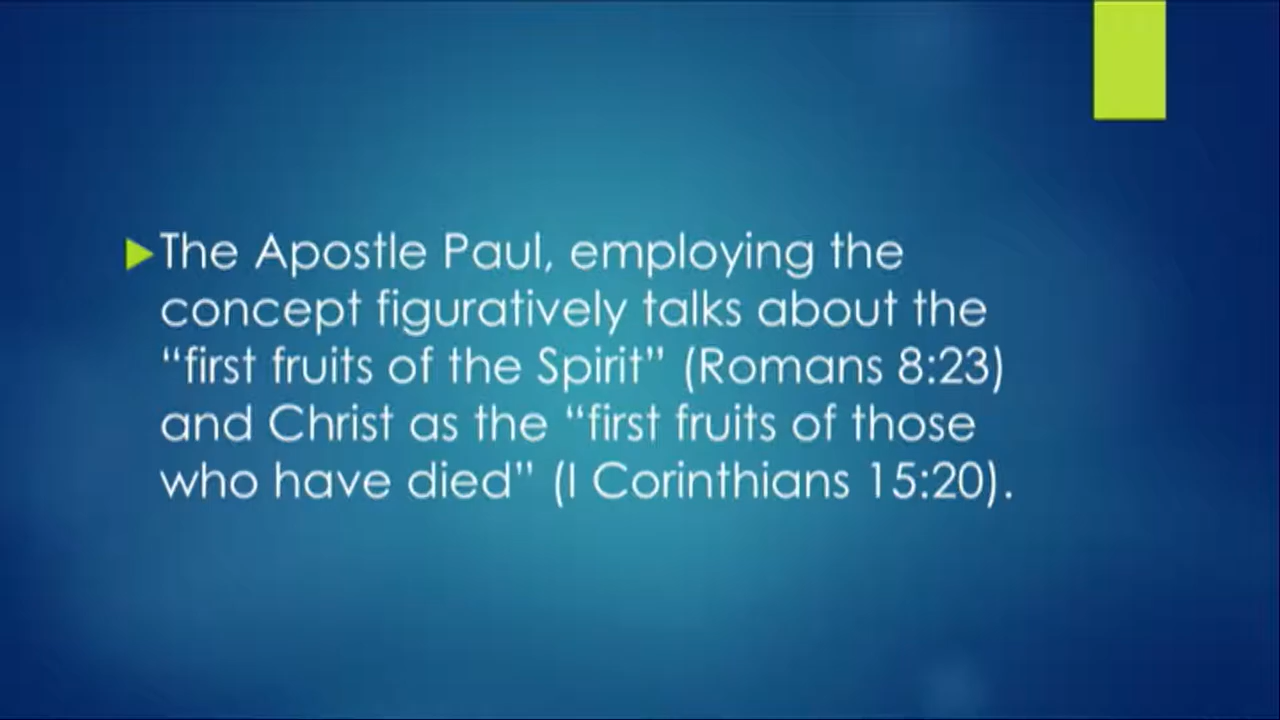 The Apostle Paul, employing the
concept figuratively talks about the
“first fruits of the Spirit” (Romans 8:23)
and Christ as the “first fruits of those
who have died” (I Corinthians 15:20).